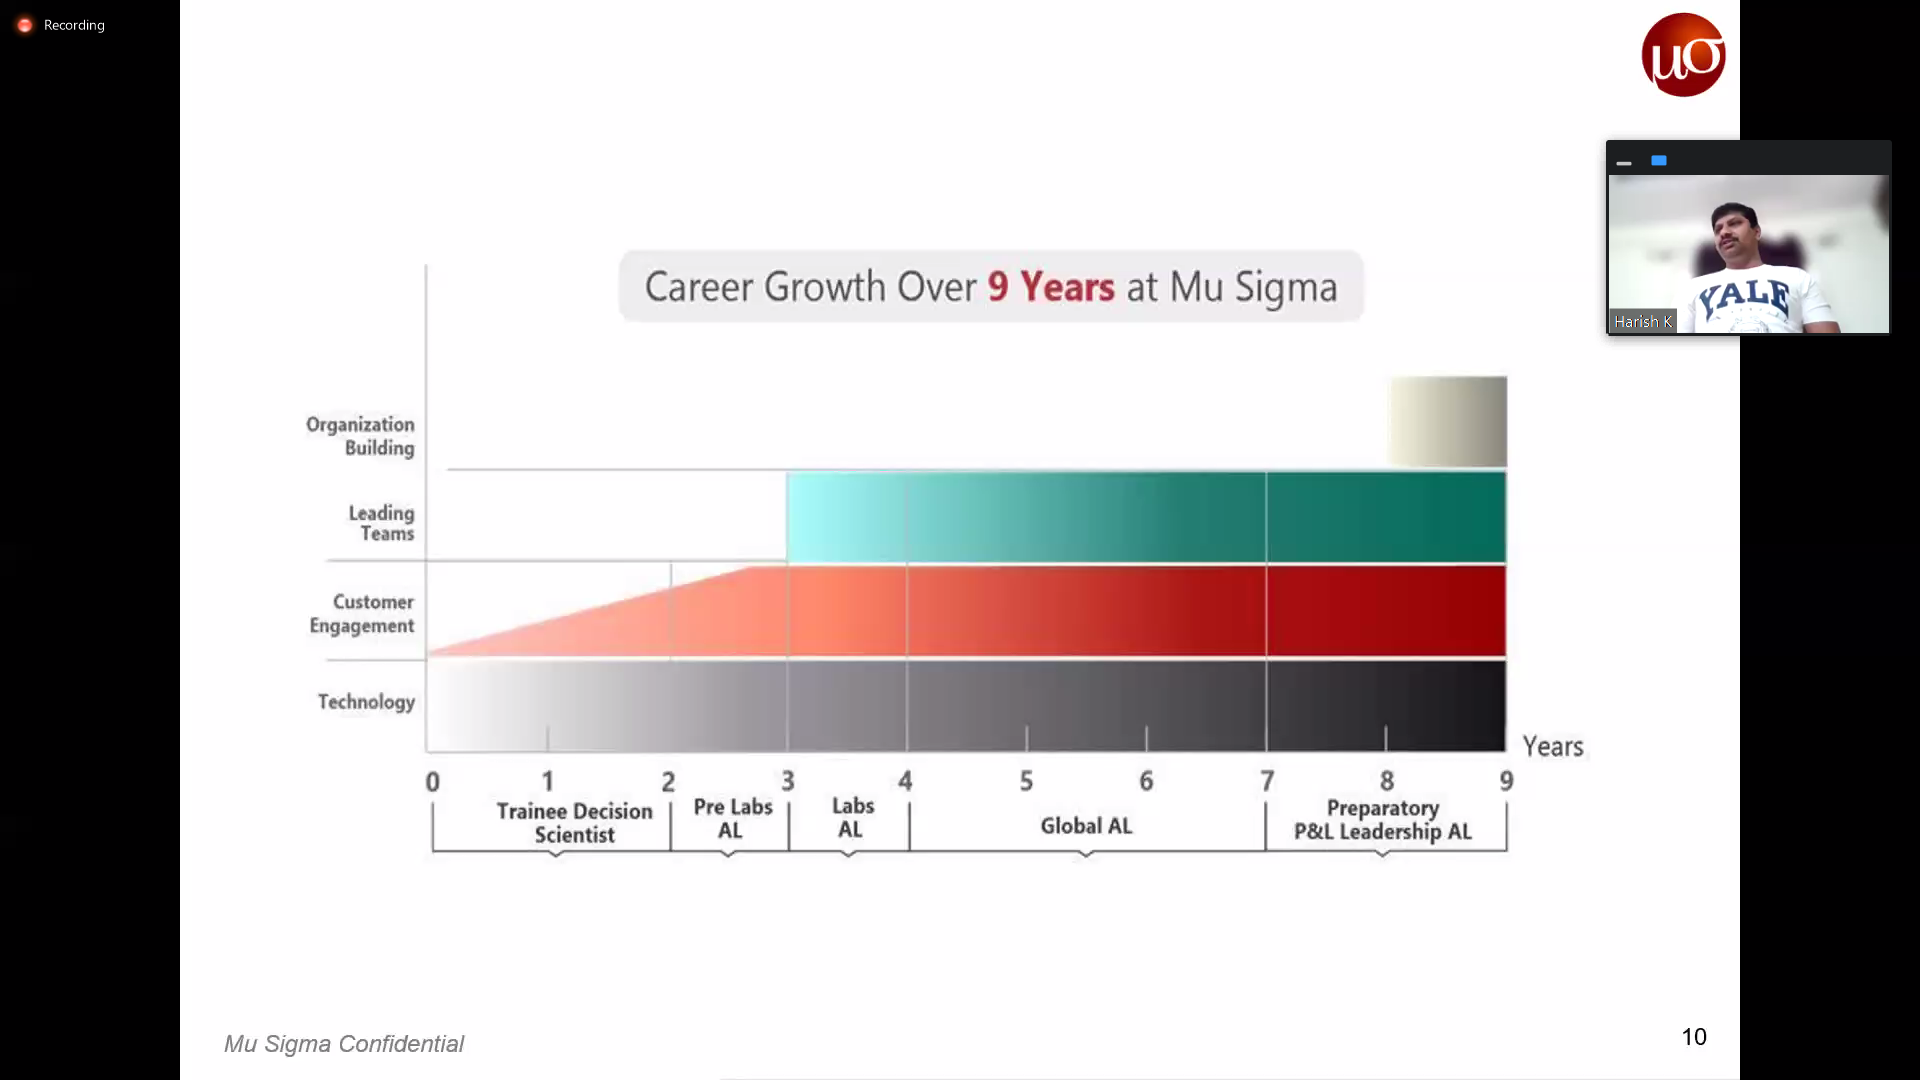 Recording
μσ
Career Growth Over 9 Years at Mu Sigma
YALE
Harish K
Organization
Building
Leading
Teams
Customer
Engagement
Technology
Years
0 1 2 3 4 5 6 7 8 9
Trainee Decision
Scientist
Pre Labs
AL
Labs
AL
Global AL
Preparatory
P&L Leadership AL
Mu Sigma Confidential
10